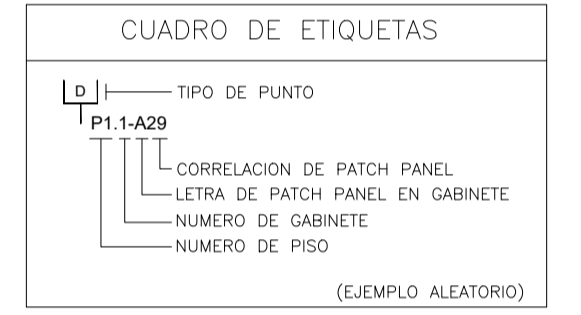 CUADRO DE ETIQUETAS
D TIPO DE PUNTO
P1.1-A29
CORRELACION DE PATCH PANEL
LETRA DE PATCH PANEL EN GABINETE
NUMERO DE GABINETE
NUMERO DE PISO
(EJEMPLO ALEATORIO)